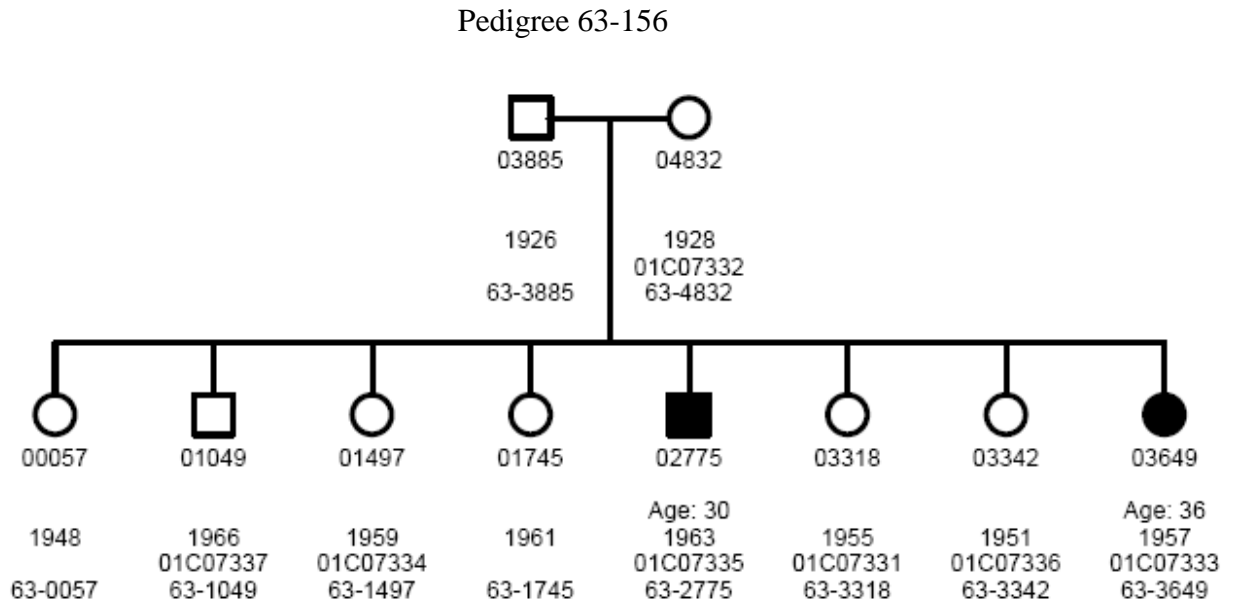 Pedigree 63-156
03885 04832
1926 1928
01C07332
63-3885 63-4832
00057 01049 01497 01745 02775 03318 03342 03649
Age: 30 Age: 36
1948 1966 1959 1961 1963 1955 1951 1957
01C07337 01C07334 01C07335 01C07331 01C07336 01C07333
63-0057 63-1049 63-1497 63-1745 63-2775 63-3318 63-3342 63-3649